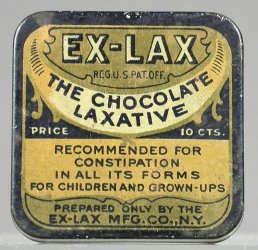 EX-LAX
REG.U.S.PAT.OFF.
THE CHOCOLATE
LAXATIVE
PRICE 10 CTS.
RECOMMENDED FOR
CONSTIPATION
IN ALL ITS FORMS
FOR CHILDREN AND GROWN-UPS
PREPARED ONLY BY THE
EX-LAX MFG.CO.,N.Y.